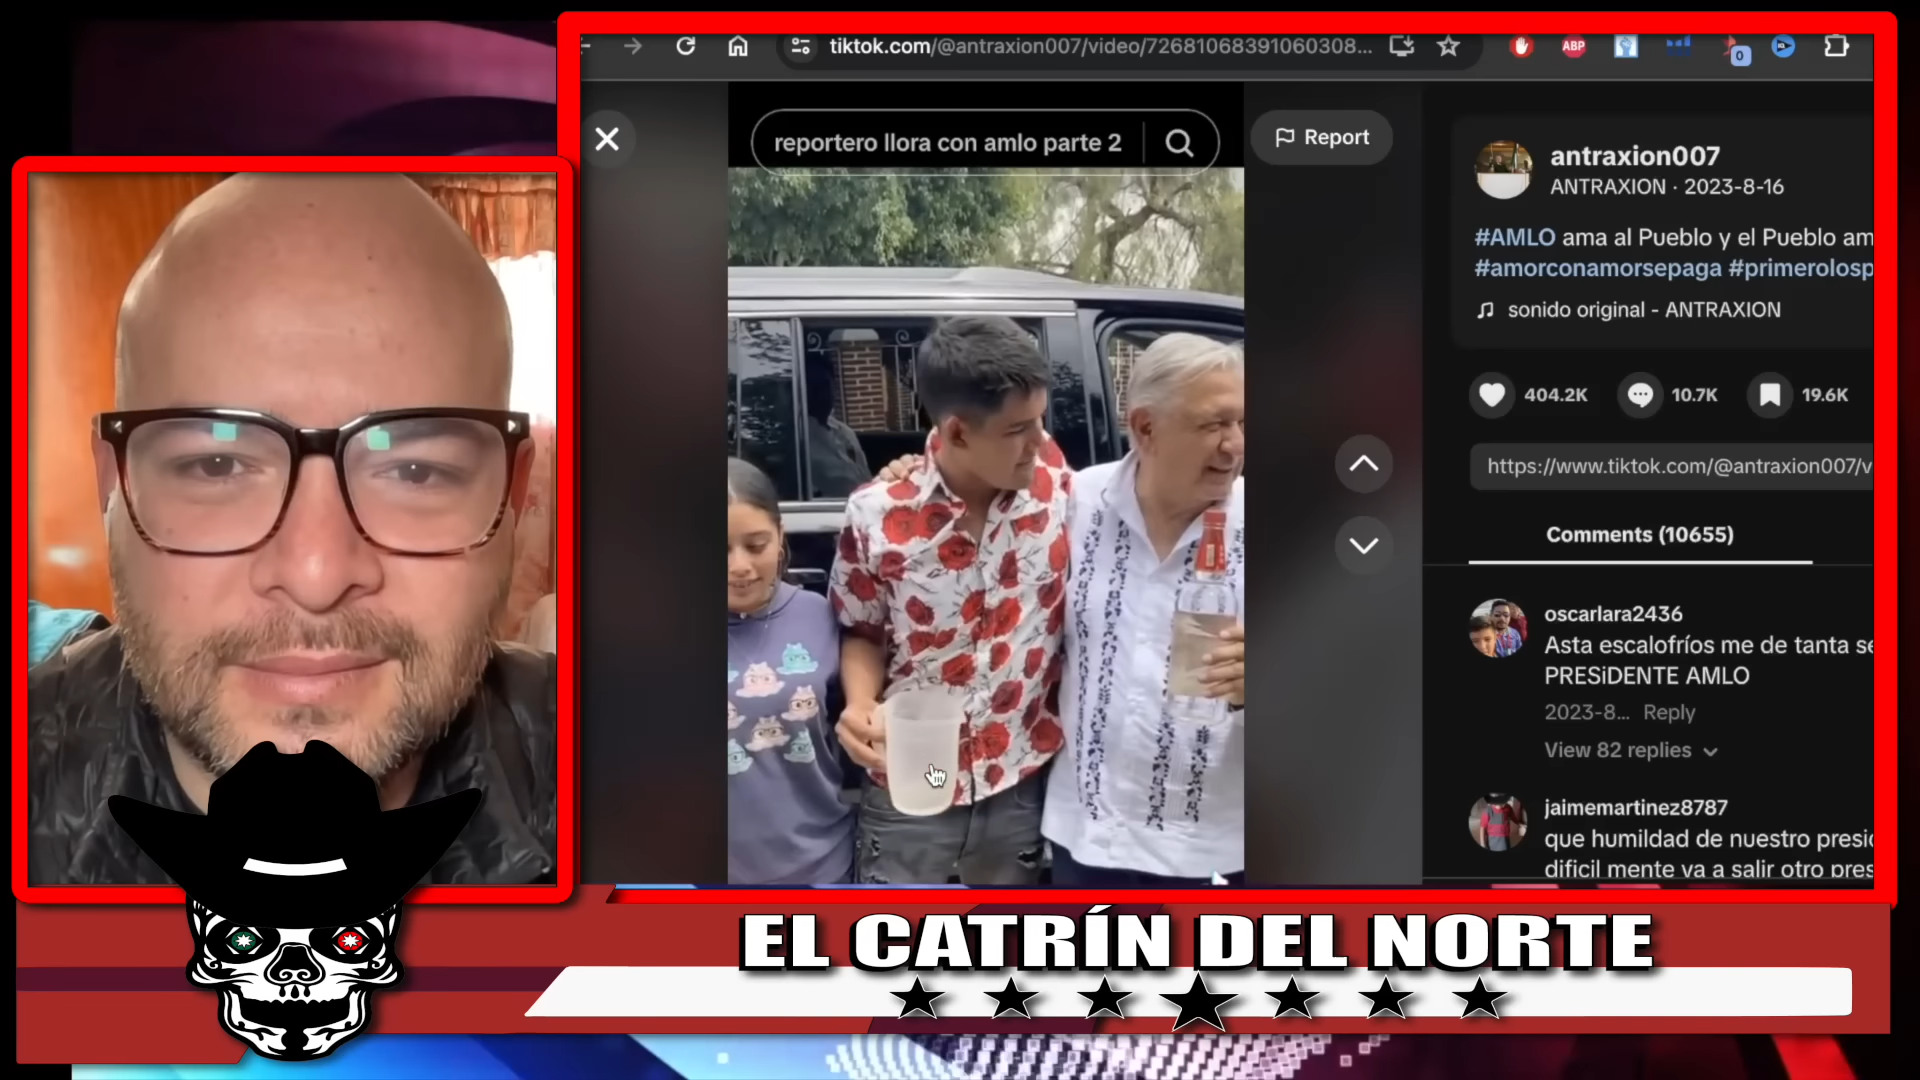 tiktok.com/@antraxion007/video/72681068391060308...
ABP
0
reportero llora con amlo parte 2
Report
antraxion007
ANTRAXION · 2023-8-16
#AMLO ama al Pueblo y el Pueblo am
#amorconamorsepaga #primerolosp
sonido original - ANTRAXION
404.2K
10.7K
19.6K
https://www.tiktok.com/@antraxion007/v
Comments (10655)
oscarlara2436
Asta escalofríos me de tanta se
PRESiDENTE AMLO
2023-8... Reply
View 82 replies
jaimemartinez8787
que humildad de nuestro presid
dificil mente va a salir otro pres
EL CATRÍN DEL NORTE